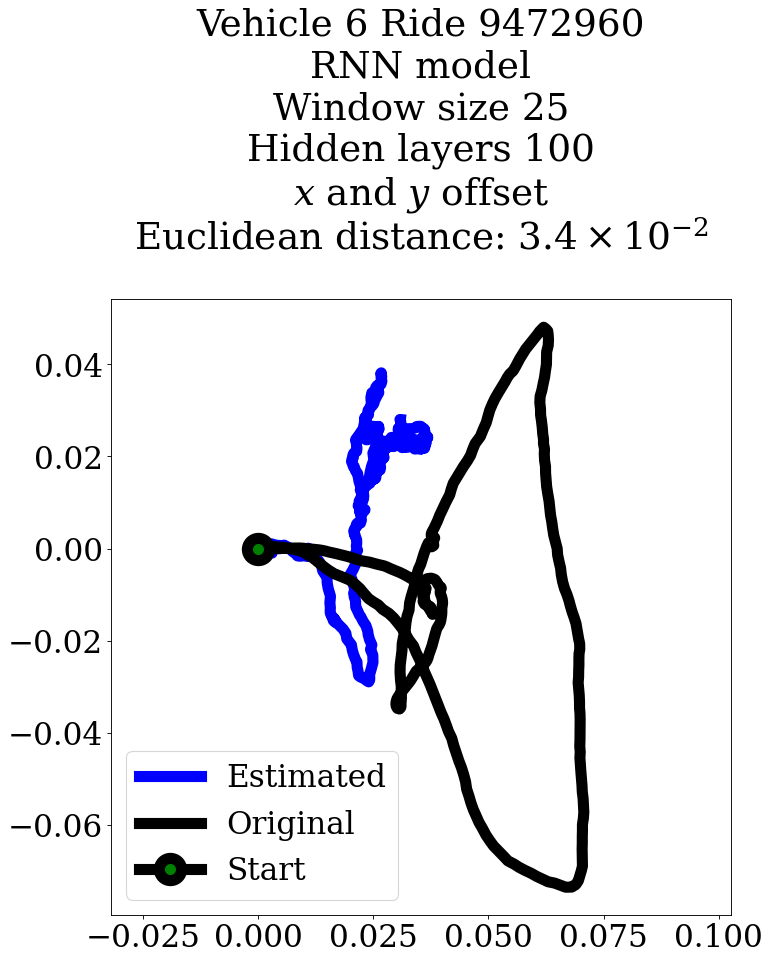 Vehicle 6 Ride 9472960
RNN model
Window size 25
Hidden layers 100
x and y offset
Euclidean distance: 3.4 × 10⁻²
0.04
0.02
0.00
−0.02
−0.04
−0.06
Estimated
Original
Start
−0.025 0.000 0.025 0.050 0.075 0.100